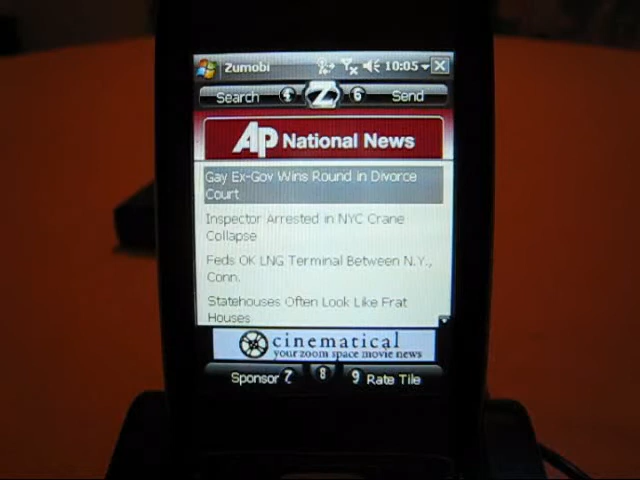 Zumobi 10:05
Search 4 Z 6 Send
AP National News
Gay Ex-Gov Wins Round in Divorce
Court
Inspector Arrested in NYC Crane
Collapse
Feds OK LNG Terminal Between N.Y.,
Conn.
Statehouses Often Look Like Frat
Houses
cinematical
your zoom space movie news
Sponsor 7 8 9 Rate Tile